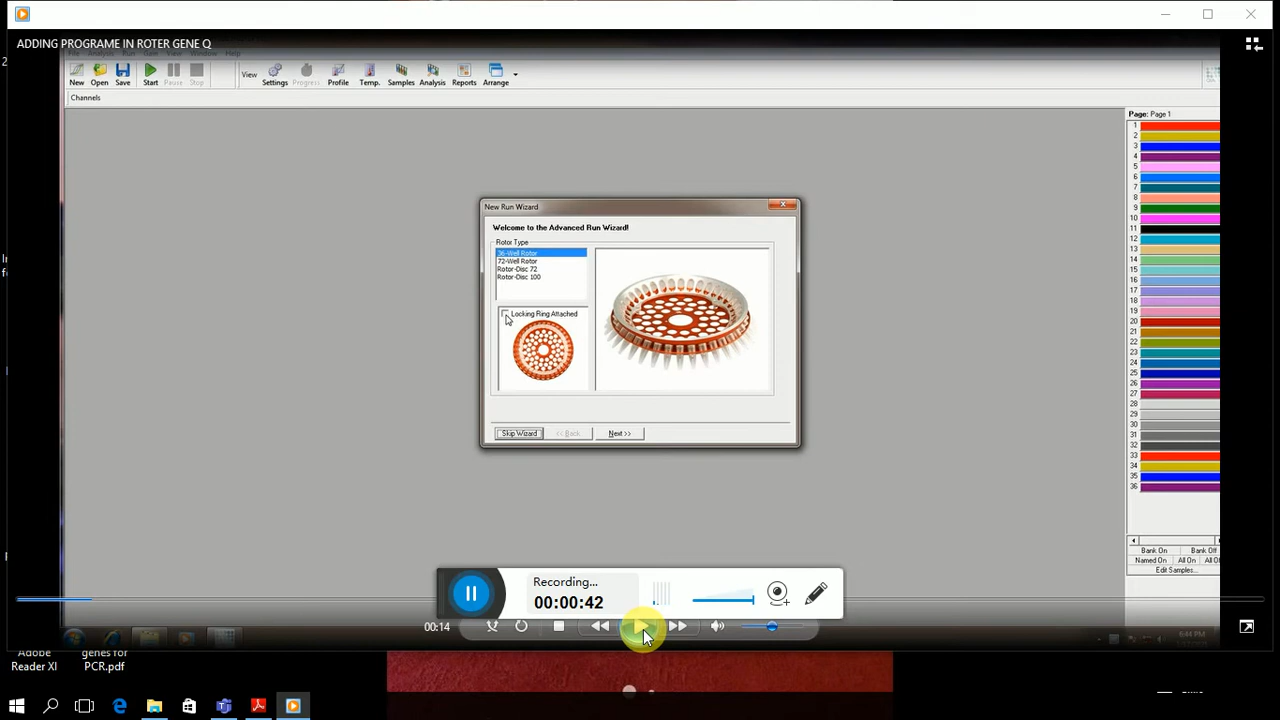 ADDING PROGRAME IN ROTER GENE Q
New Open Save Start Pause Stop View Settings Progress Profile Temp. Samples Analysis Reports Arrange
Channels
Page: Page 1
New Run Wizard
Welcome to the Advanced Run Wizard!
Rotor Type
36-Well Rotor
72-Well Rotor
Rotor-Disc 72
Rotor-Disc 100
Locking Ring Attached
Skip Wizard << Back Next >>
1
2
3
4
5
6
7
8
9
10
11
12
13
14
15
16
17
18
19
20
21
22
23
24
25
26
27
28
29
30
31
32
33
34
35
36
Bank On Bank Off
Named On All On
Edit Samples...
Recording...
00:00:42
00:14
6:44 PM
Adobe
Reader XI
genes for
PCR.pdf